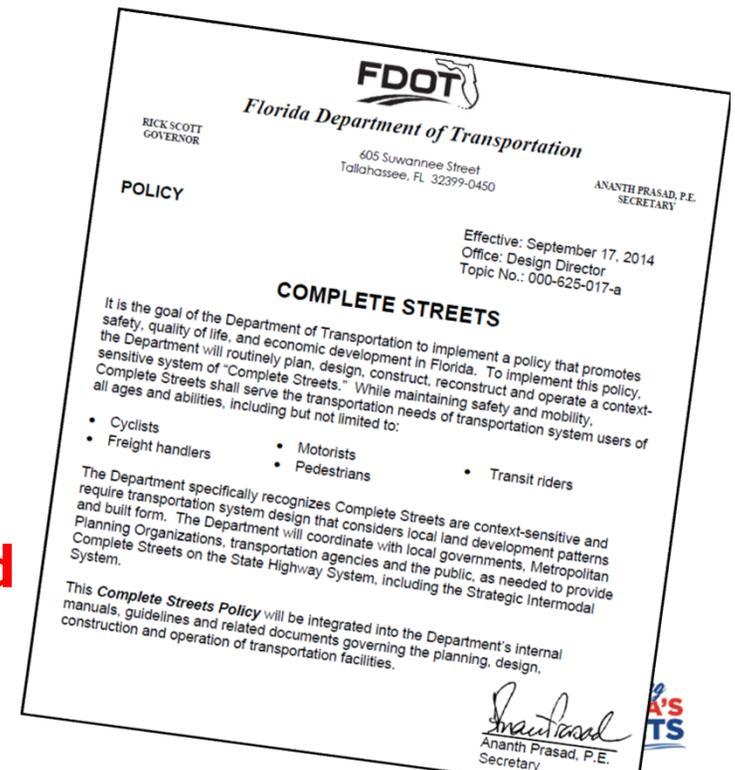 FDOT
Florida Department of Transportation
RICK SCOTT
GOVERNOR
605 Suwannee Street
Tallahassee, FL 32399-0450
ANANTH PRASAD, P.E.
SECRETARY
POLICY
Effective: September 17, 2014
Office: Design Director
Topic No.: 000-625-017-a
COMPLETE STREETS
It is the goal of the Department of Transportation to implement a policy that promotes
safety, quality of life, and economic development in Florida. To implement this policy,
the Department will routinely plan, design, construct, reconstruct and operate a context-
sensitive system of “Complete Streets.” While maintaining safety and mobility,
Complete Streets shall serve the transportation needs of transportation system users of
all ages and abilities, including but not limited to:
• Cyclists
• Freight handlers
• Motorists
• Pedestrians
• Transit riders
The Department specifically recognizes Complete Streets are context-sensitive and
require transportation system design that considers local land development patterns
and built form. The Department will coordinate with local governments, Metropolitan
Planning Organizations, transportation agencies and the public, as needed to provide
Complete Streets on the State Highway System, including the Strategic Intermodal
System.
This Complete Streets Policy will be integrated into the Department's internal
manuals, guidelines and related documents governing the planning, design,
construction and operation of transportation facilities.
Ananth Prasad
Ananth Prasad, P.E.
Secretary
d
A'S
TS